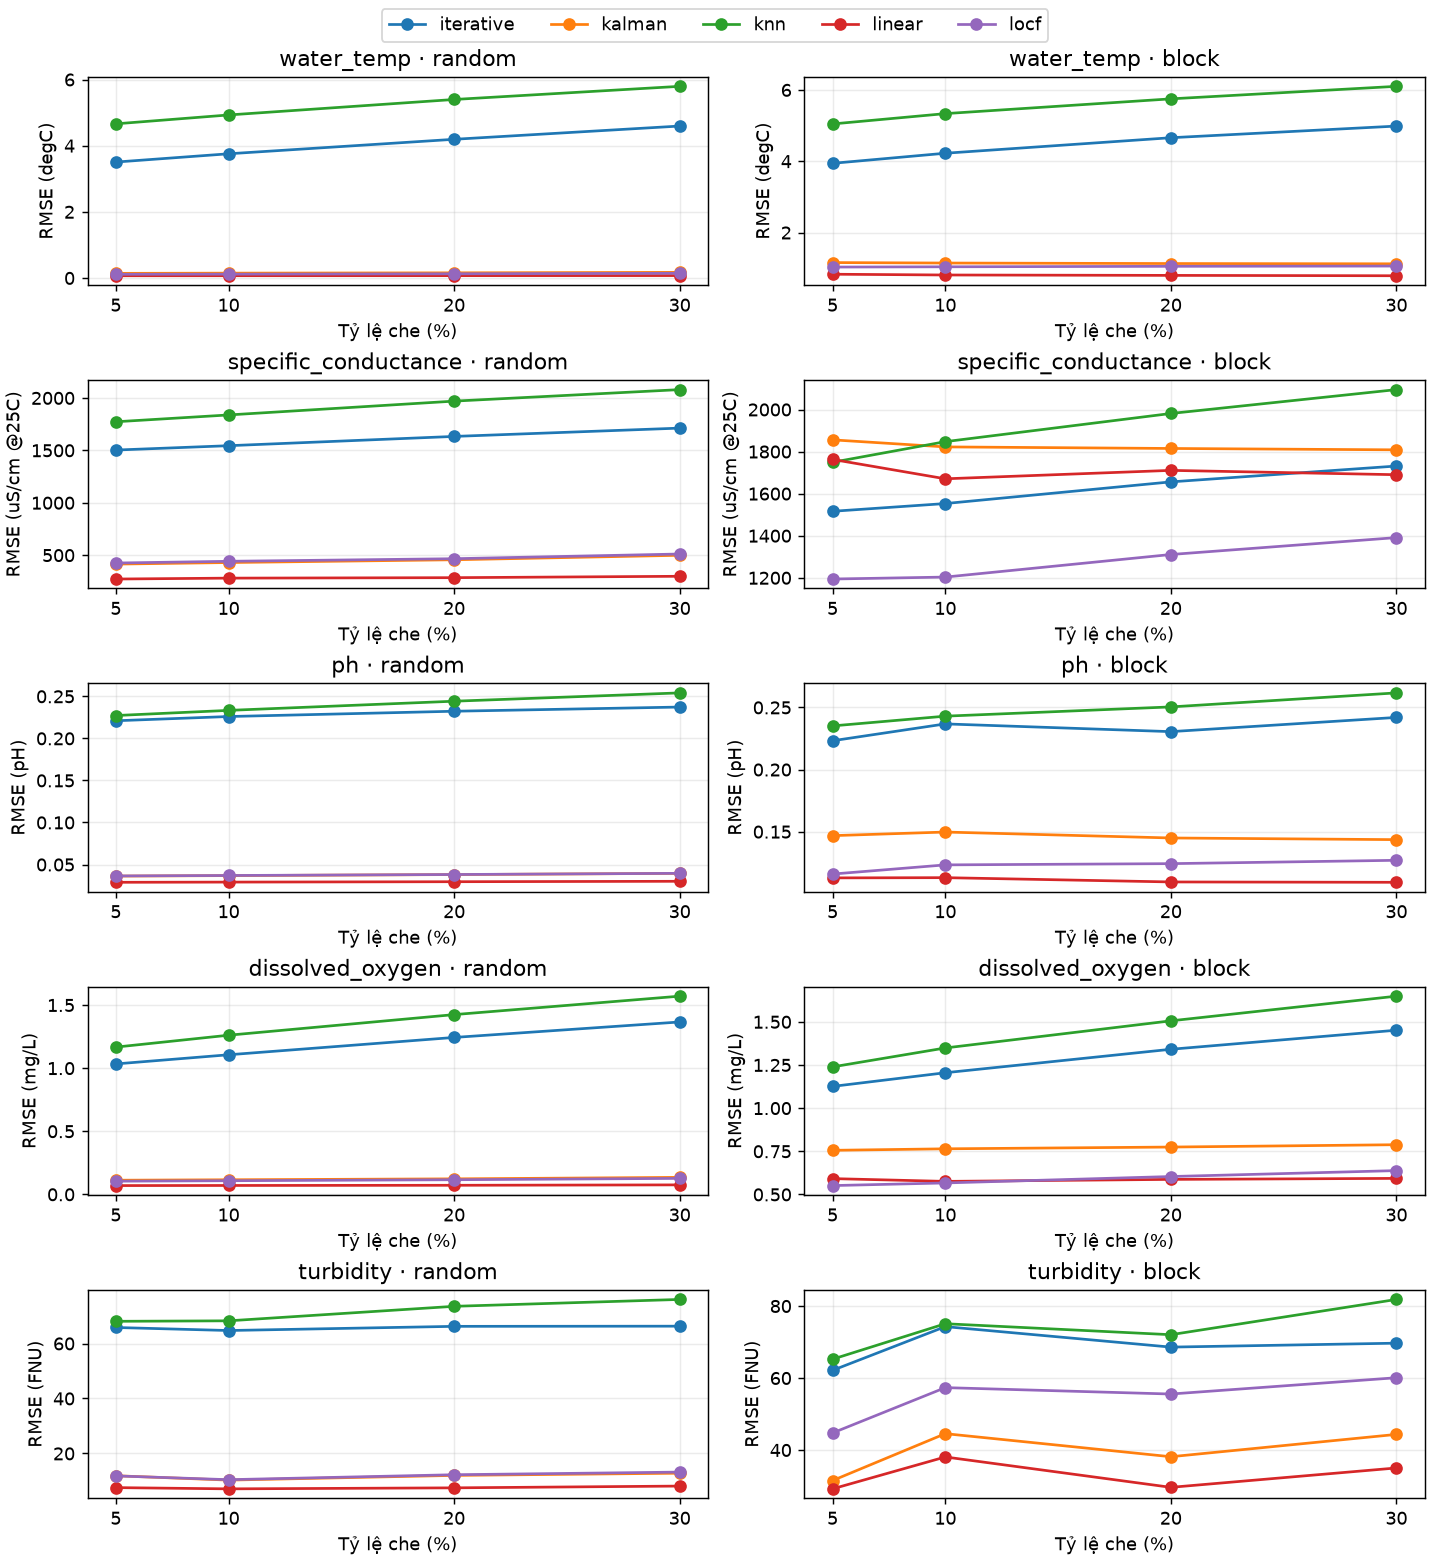 iterative kalman knn linear locf
water_temp · random
RMSE (degC)
6
4
2
0
5 10 20 30
Tỷ lệ che (%)
water_temp · block
RMSE (degC)
6
4
2
5 10 20 30
Tỷ lệ che (%)
specific_conductance · random
RMSE (uS/cm @25C)
2000
1500
1000
500
5 10 20 30
Tỷ lệ che (%)
specific_conductance · block
RMSE (uS/cm @25C)
2000
1800
1600
1400
1200
5 10 20 30
Tỷ lệ che (%)
ph · random
RMSE (pH)
0.25
0.20
0.15
0.10
0.05
5 10 20 30
Tỷ lệ che (%)
ph · block
RMSE (pH)
0.25
0.20
0.15
5 10 20 30
Tỷ lệ che (%)
dissolved_oxygen · random
RMSE (mg/L)
1.5
1.0
0.5
0.0
5 10 20 30
Tỷ lệ che (%)
dissolved_oxygen · block
RMSE (mg/L)
1.50
1.25
1.00
0.75
0.50
5 10 20 30
Tỷ lệ che (%)
turbidity · random
RMSE (FNU)
60
40
20
5 10 20 30
Tỷ lệ che (%)
turbidity · block
RMSE (FNU)
80
60
40
5 10 20 30
Tỷ lệ che (%)